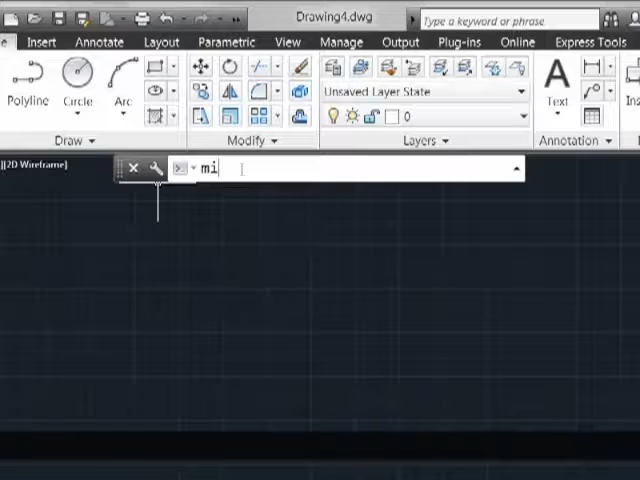 Drawing4.dwg
Type a keyword or phrase
e Insert Annotate Layout Parametric View Manage Output Plug-ins Online Express Tools
Polyline Circle Arc
Unsaved Layer State
0
Text
Ins
Draw Modify Layers Annotation
][2D Wireframe]
mi